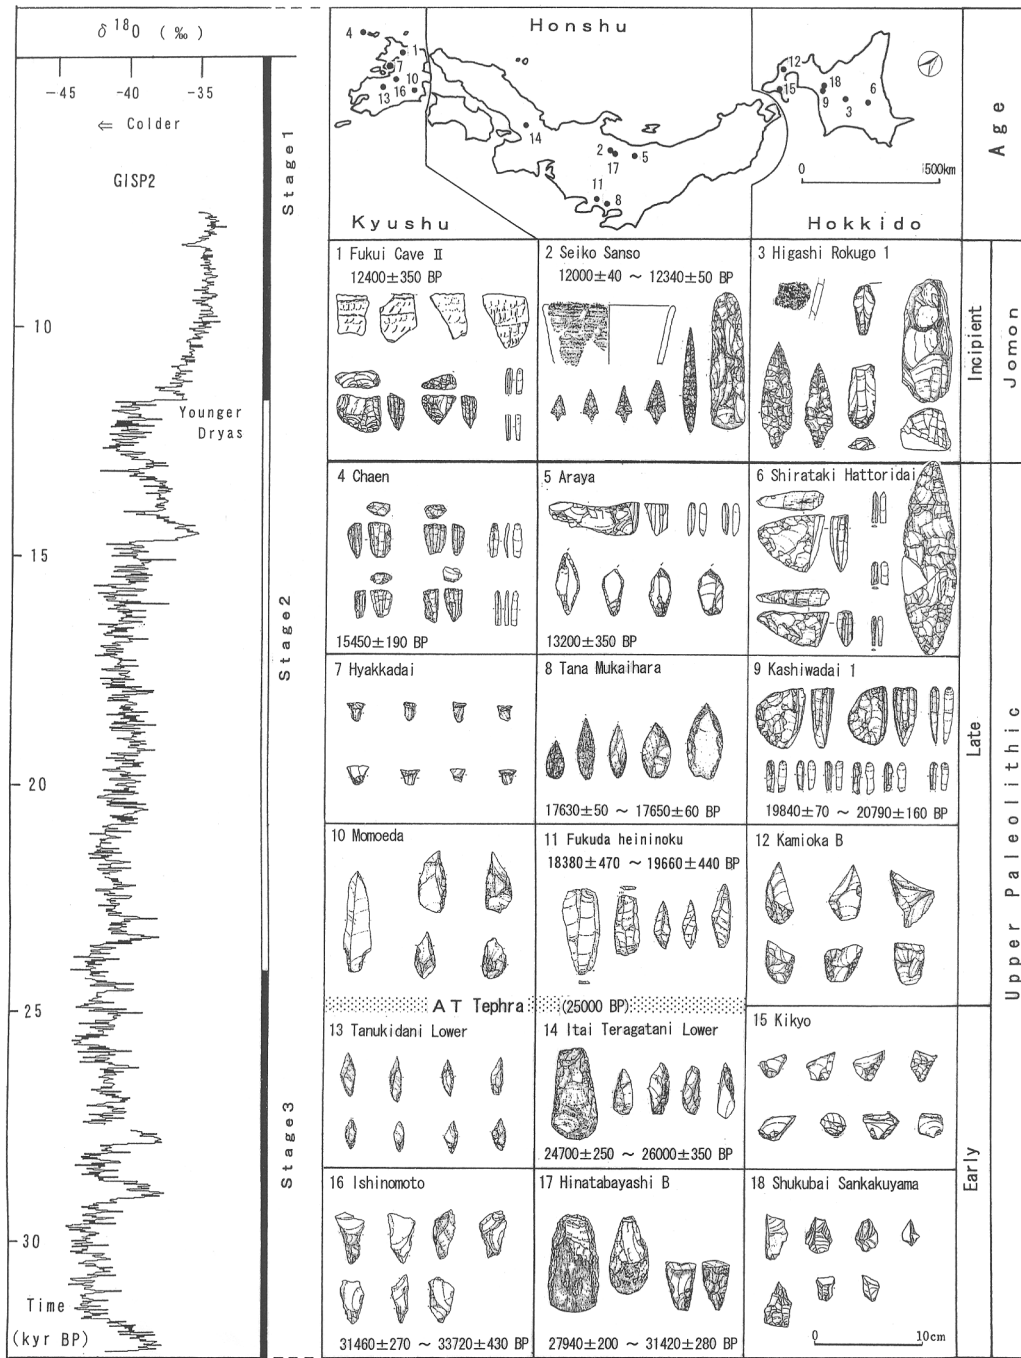 δ 18O (‰)
-45 -40 -35
⇐ Colder
GISP2
Younger
Dryas
10
15
20
25
30
Time
(kyr BP)
Stage1
Stage2
Stage3
Honshu
Kyushu
Hokkido
4
1
7
10
13 16
14
2
17
5
11
8
12
15
18
9
3
6
0 500km
Age
1 Fukui Cave Ⅱ
12400±350 BP
2 Seiko Sanso
12000±40 ～ 12340±50 BP
3 Higashi Rokugo 1
Incipient
Jomon
4 Chaen
15450±190 BP
5 Araya
13200±350 BP
6 Shirataki Hattoridai
7 Hyakkadai
8 Tana Mukaihara
17630±50 ～ 17650±60 BP
9 Kashiwadai 1
19840±70 ～ 20790±160 BP
Late
Upper Paleolithic
10 Momoeda
11 Fukuda heininoku
18380±470 ～ 19660±440 BP
12 Kamioka B
AT Tephra (25000 BP)
13 Tanukidani Lower
14 Itai Teragatani Lower
24700±250 ～ 26000±350 BP
15 Kikyo
Early
16 Ishinomoto
31460±270 ～ 33720±430 BP
17 Hinatabayashi B
27940±200 ～ 31420±280 BP
18 Shukubai Sankakuyama
0 10cm